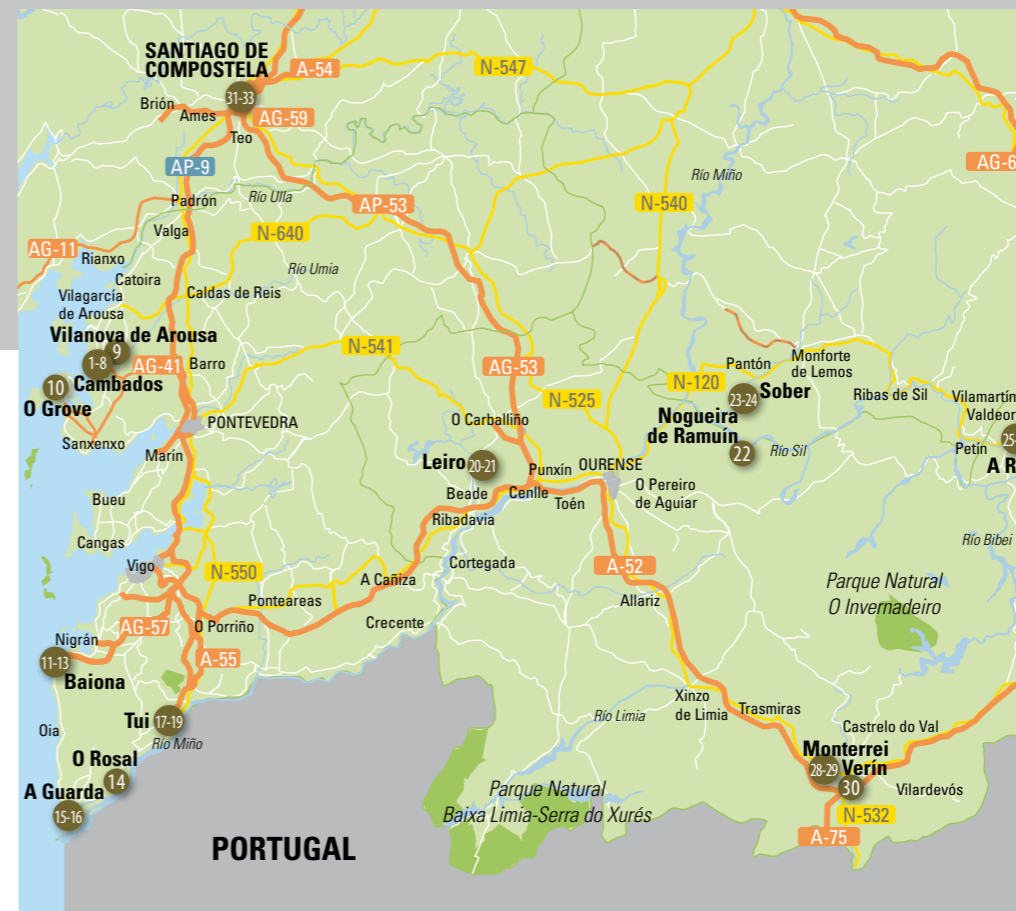 SANTIAGO DE
COMPOSTELA
A-54
N-547
31-33
Brión
Ames
AG-59
Teo
AP-9
AG-6
Río Miño
Padrón
Río Ulla
AP-53
N-540
Valga
N-640
AG-11
Rianxo
Río Umia
Catoira
Vilagarcía
de Arousa
Caldas de Reis
Vilanova de Arousa
9
1-8
AG-41
Barro
N-541
AG-53
Pantón
Monforte
de Lemos
10
Cambados
N-120
O Grove
23-24
Sober
Ribas de Sil
Vilamartín
Valdeor
N-525
Sanxenxo
PONTEVEDRA
O Carballiño
Nogueira
de Ramuín
22
Río Sil
Petín
25-
A R
Marín
Leiro
20-21
Punxín
OURENSE
O Pereiro
de Aguiar
Bueu
Beade
Cenlle
Toén
Ribadavia
Cangas
Río Bibei
Vigo
N-550
Cortegada
A-52
A Cañiza
Parque Natural
O Invernadeiro
Ponteareas
Allariz
Crecente
AG-57
O Porriño
Nigrán
11-13
A-55
Baiona
Xinzo
de Limia
Trasmiras
Oia
Tui
17-19
Río Limia
Castrelo do Val
Río Miño
Monterrei
O Rosal
14
28-29
Verín
30
Vilardevós
A Guarda
15-16
Parque Natural
Baixa Limia-Serra do Xurés
N-532
A-75
PORTUGAL